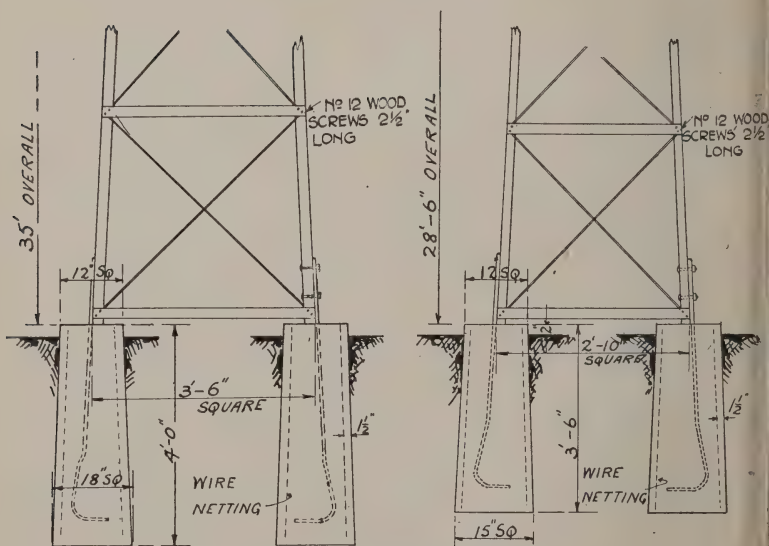 35' OVERALL
Nº 12 WOOD
SCREWS 2½"
LONG
12" SQ
3'-6"
SQUARE
4'-0"
1½"
18" SQ
WIRE
NETTING
28'-6" OVERALL
Nº 12 WOOD
SCREWS 2½"
LONG
12" SQ
2"
2'-10"
SQUARE
3'-6"
1½"
WIRE
NETTING
15" SQ